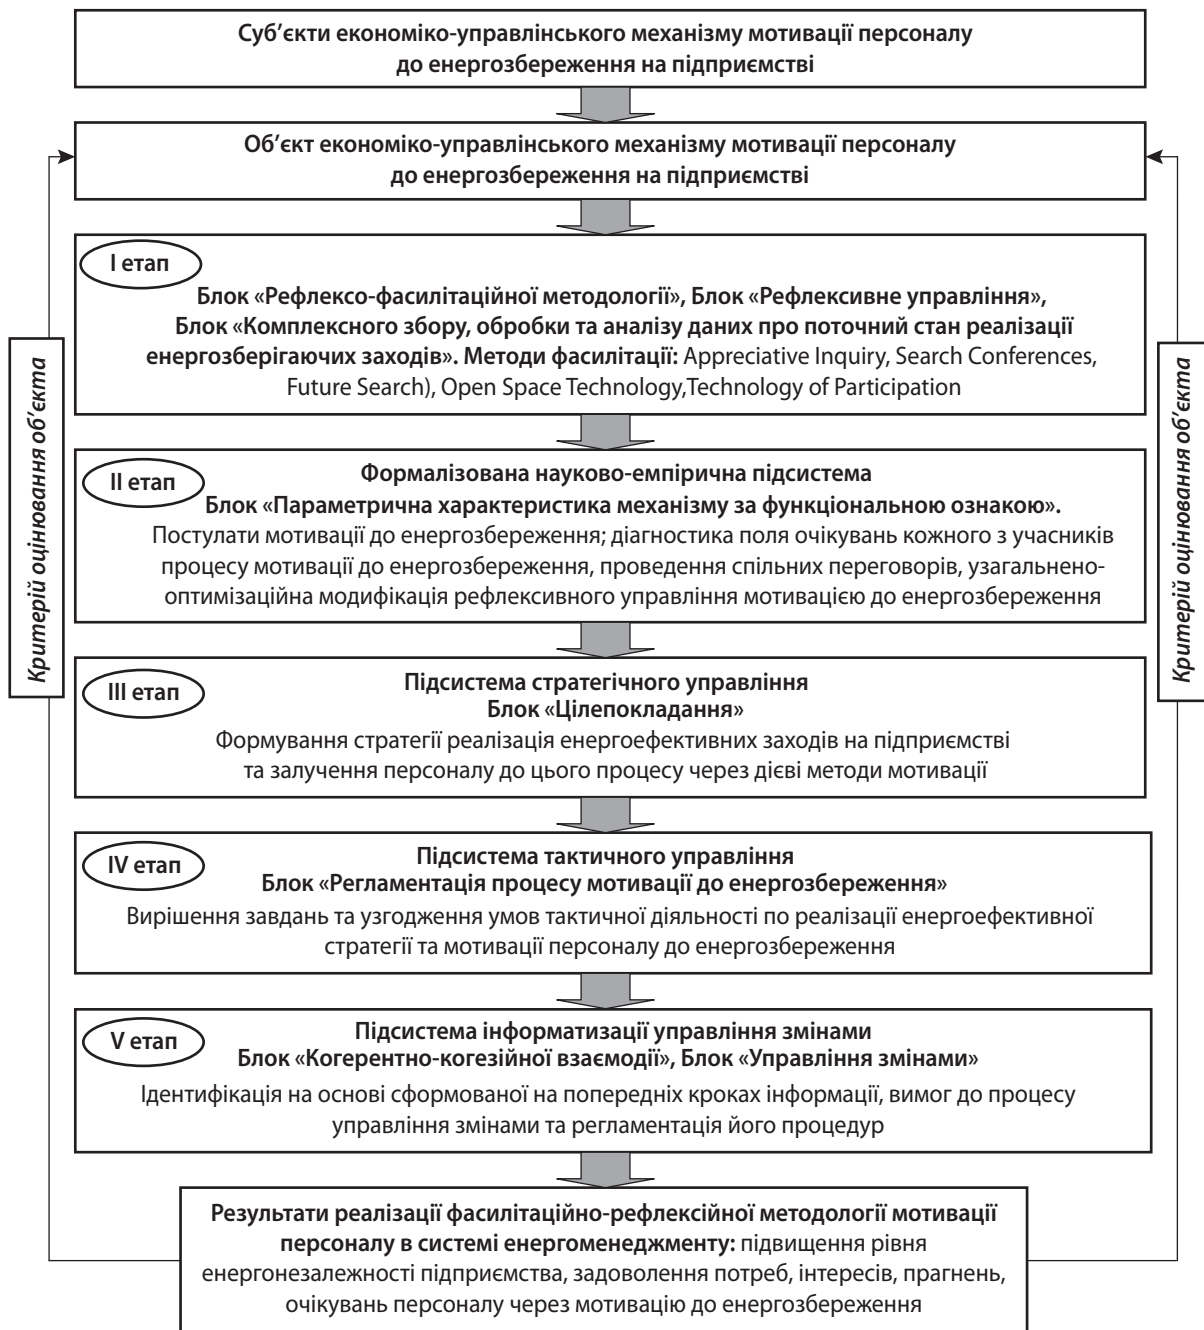 Суб’єкти економіко-управлінського механізму мотивації персоналу
до енергозбереження на підприємстві
Об’єкт економіко-управлінського механізму мотивації персоналу
до енергозбереження на підприємстві
І етап
Блок «Рефлексо-фасилітаційної методології», Блок «Рефлексивне управління»,
Блок «Комплексного збору, обробки та аналізу даних про поточний стан реалізації
енергозберігаючих заходів». Методи фасилітації: Appreciative Inquiry, Search Conferences,
Future Search), Open Space Technology,Technology of Participation
Критерій оцінювання об’єкта
Критерій оцінювання об’єкта
ІІ етап
Формалізована науково-емпірична підсистема
Блок «Параметрична характеристика механізму за функціональною ознакою».
Постулати мотивації до енергозбереження; діагностика поля очікувань кожного з учасників
процесу мотивації до енергозбереження, проведення спільних переговорів, узагальнено-
оптимізаційна модифікація рефлексивного управління мотивацією до енергозбереження
ІІІ етап
Підсистема стратегічного управління
Блок «Цілепокладання»
Формування стратегії реалізація енергоефективних заходів на підприємстві
та залучення персоналу до цього процесу через дієві методи мотивації
IV етап
Підсистема тактичного управління
Блок «Регламентація процесу мотивації до енергозбереження»
Вирішення завдань та узгодження умов тактичної діяльності по реалізації енергоефективної
стратегії та мотивації персоналу до енергозбереження
V етап
Підсистема інформатизації управління змінами
Блок «Когерентно-когезійної взаємодії», Блок «Управління змінами»
Ідентифікація на основі сформованої на попередніх кроках інформації, вимог до процесу
управління змінами та регламентація його процедур
Результати реалізації фасилітаційно-рефлексійної методології мотивації
персоналу в системі енергоменеджменту: підвищення рівня
енергонезалежності підприємства, задоволення потреб, інтересів, прагнень,
очікувань персоналу через мотивацію до енергозбереження